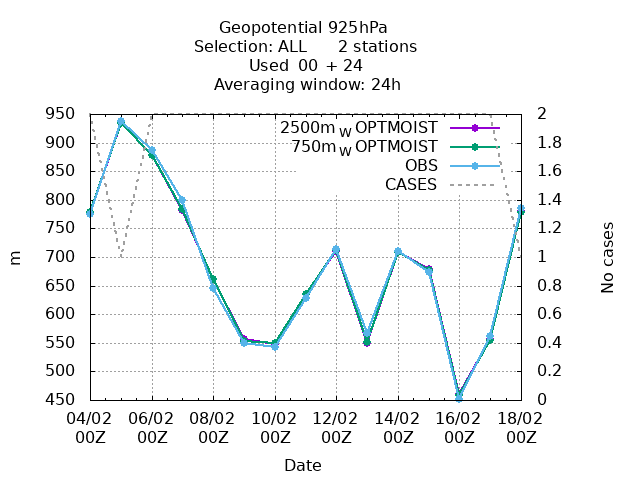 Geopotential 925hPa
Selection: ALL 2 stations
Used 00 + 24
Averaging window: 24h
2500m_W OPTMOIST
750m_W OPTMOIST
OBS
CASES
950
900
850
800
750
700
650
600
550
500
450
2
1.8
1.6
1.4
1.2
1
0.8
0.6
0.4
0.2
0
m
No cases
04/02 06/02 08/02 10/02 12/02 14/02 16/02 18/02
00Z 00Z 00Z 00Z 00Z 00Z 00Z 00Z
Date